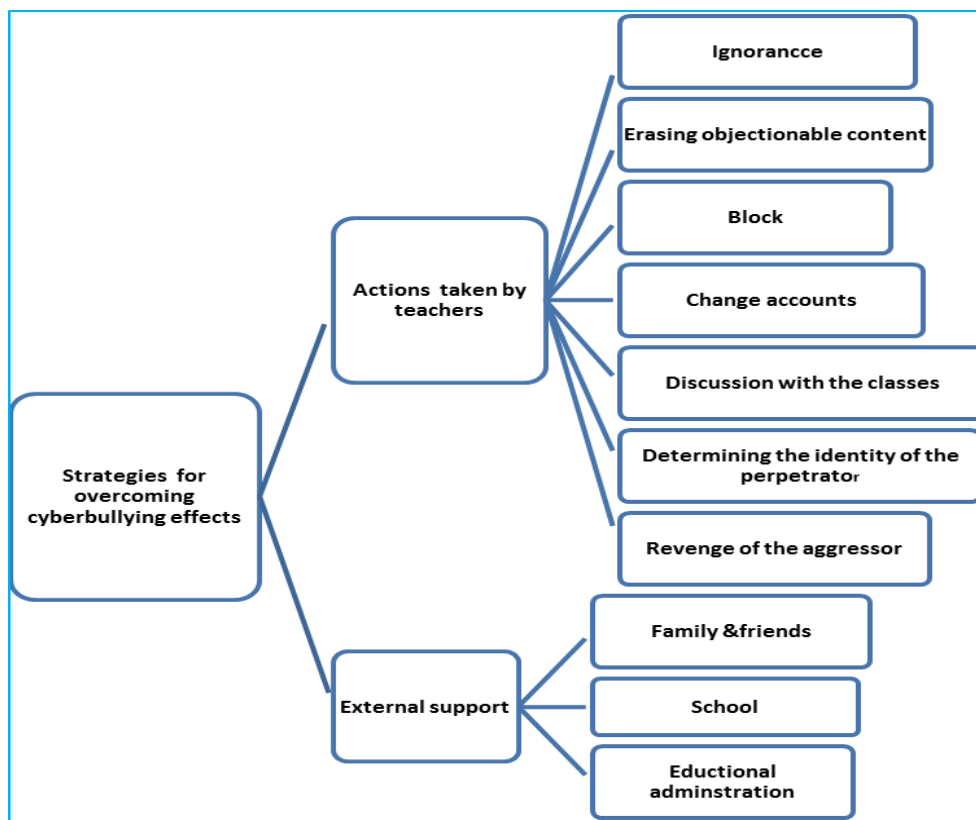 Strategies for
overcoming
cyberbullying effects
Actions taken by
teachers
Ignorancce
Erasing objectionable content
Block
Change accounts
Discussion with the classes
Determining the identity of the
perpetrator
Revenge of the aggressor
External support
Family &friends
School
Eductional
adminstration